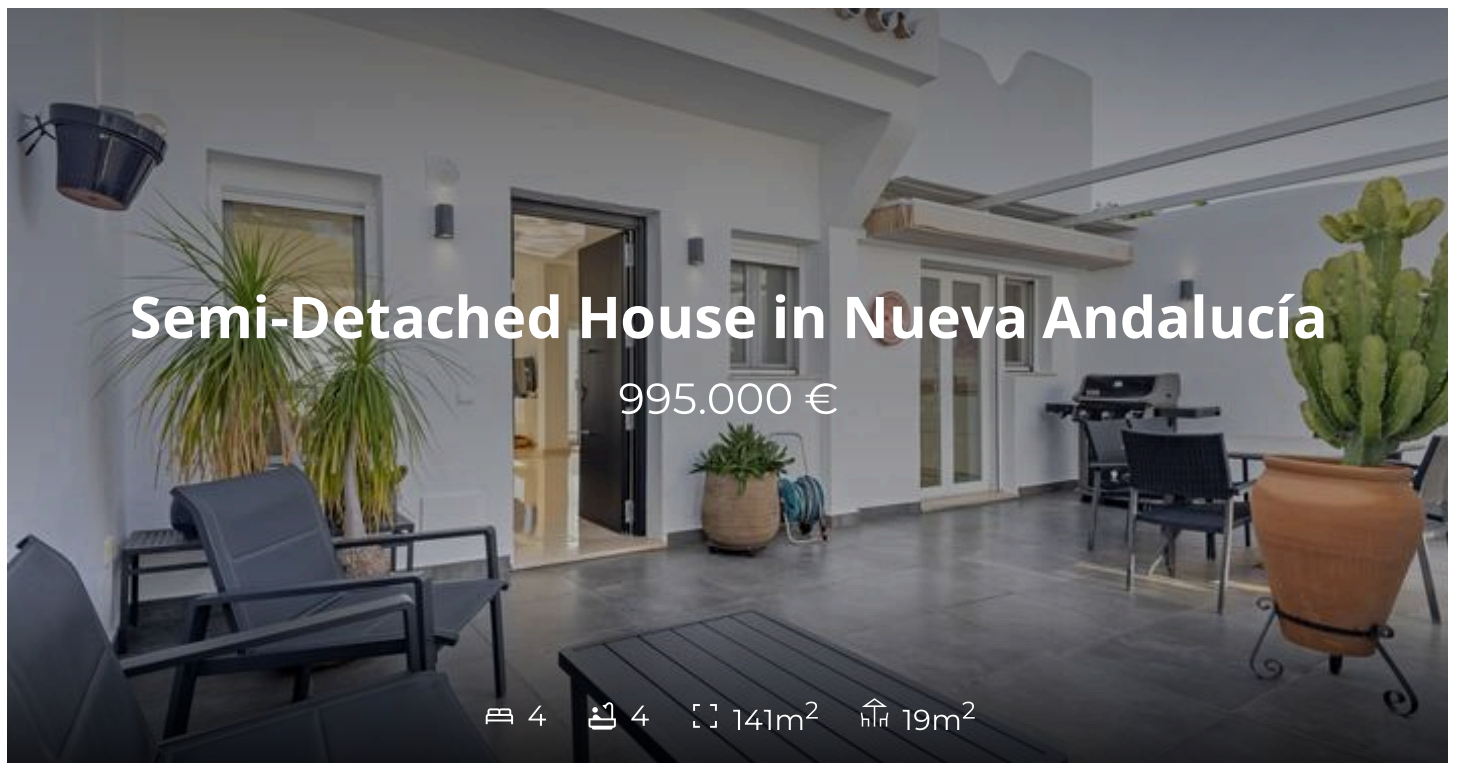 Semi-Detached House in Nueva Andalucía
995.000 €
4 4 141m² 19m²